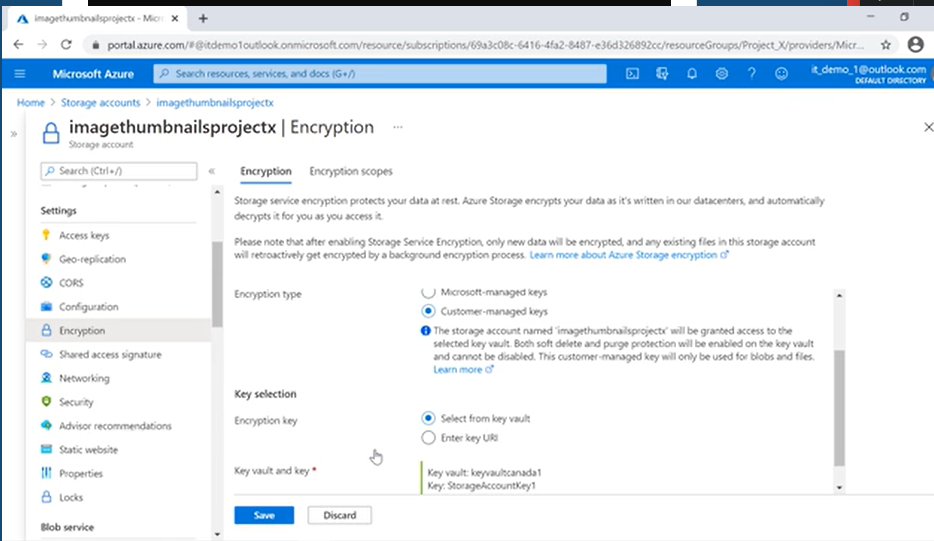 imagethumbnailsprojectx - Micro
portal.azure.com/#@itdemo1outlook.onmicrosoft.com/resource/subscriptions/69a3c08c-6416-4fa2-8487-e36d326892cc/resourceGroups/Project_X/providers/Micr...
Microsoft Azure
Search resources, services, and docs (G+/)
it_demo_1@outlook.com
DEFAULT DIRECTORY
Home > Storage accounts > imagethumbnailsprojectx
imagethumbnailsprojectx | Encryption ...
Storage account
Search (Ctrl+/)
Settings
Access keys
Geo-replication
CORS
Configuration
Encryption
Shared access signature
Networking
Security
Advisor recommendations
Static website
Properties
Locks
Blob service
Encryption Encryption scopes
Storage service encryption protects your data at rest. Azure Storage encrypts your data as it's written in our datacenters, and automatically
decrypts it for you as you access it.
Please note that after enabling Storage Service Encryption, only new data will be encrypted, and any existing files in this storage account
will retroactively get encrypted by a background encryption process. Learn more about Azure Storage encryption
Encryption type
Microsoft-managed keys
Customer-managed keys
The storage account named 'imagethumbnailsprojectx' will be granted access to the
selected key vault. Both soft delete and purge protection will be enabled on the key vault
and cannot be disabled. This customer-managed key will only be used for blobs and files.
Learn more
Key selection
Encryption key
Select from key vault
Enter key URI
Key vault and key *
Key vault: keyvaultcanada1
Key: StorageAccountKey1
Save Discard